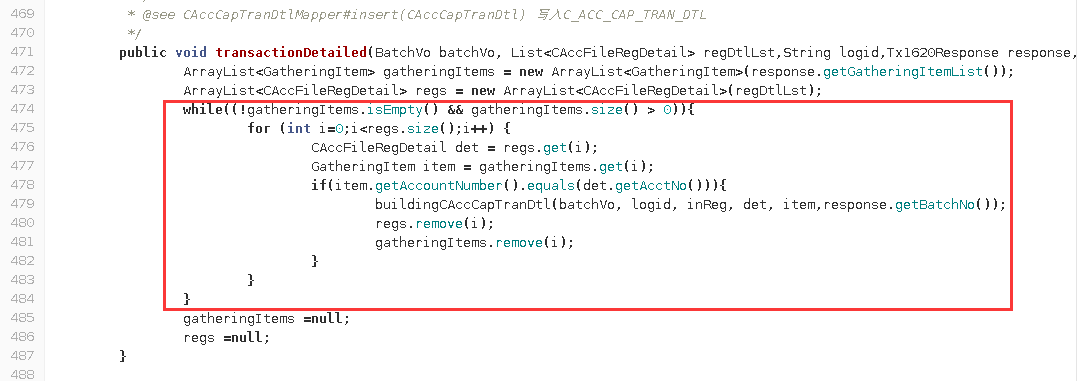 469 * @see CAccCapTranDtlMapper#insert(CAccCapTranDtl) 写入C_ACC_CAP_TRAN_DTL
470 */
471 public void transactionDetailed(BatchVo batchVo, List<CAccFileRegDetail> regDtlLst,String logid,Tx1620Response response,
472 ArrayList<GatheringItem> gatheringItems = new ArrayList<GatheringItem>(response.getGatheringItemList());
473 ArrayList<CAccFileRegDetail> regs = new ArrayList<CAccFileRegDetail>(regDtlLst);
474 while((!gatheringItems.isEmpty() && gatheringItems.size() > 0)){
475 for (int i=0;i<regs.size();i++) {
476 CAccFileRegDetail det = regs.get(i);
477 GatheringItem item = gatheringItems.get(i);
478 if(item.getAccountNumber().equals(det.getAcctNo())){
479 buildingCAccCapTranDtl(batchVo, logid, inReg, det, item,response.getBatchNo());
480 regs.remove(i);
481 gatheringItems.remove(i);
482 }
483 }
484 }
485 gatheringItems =null;
486 regs =null;
487 }
488